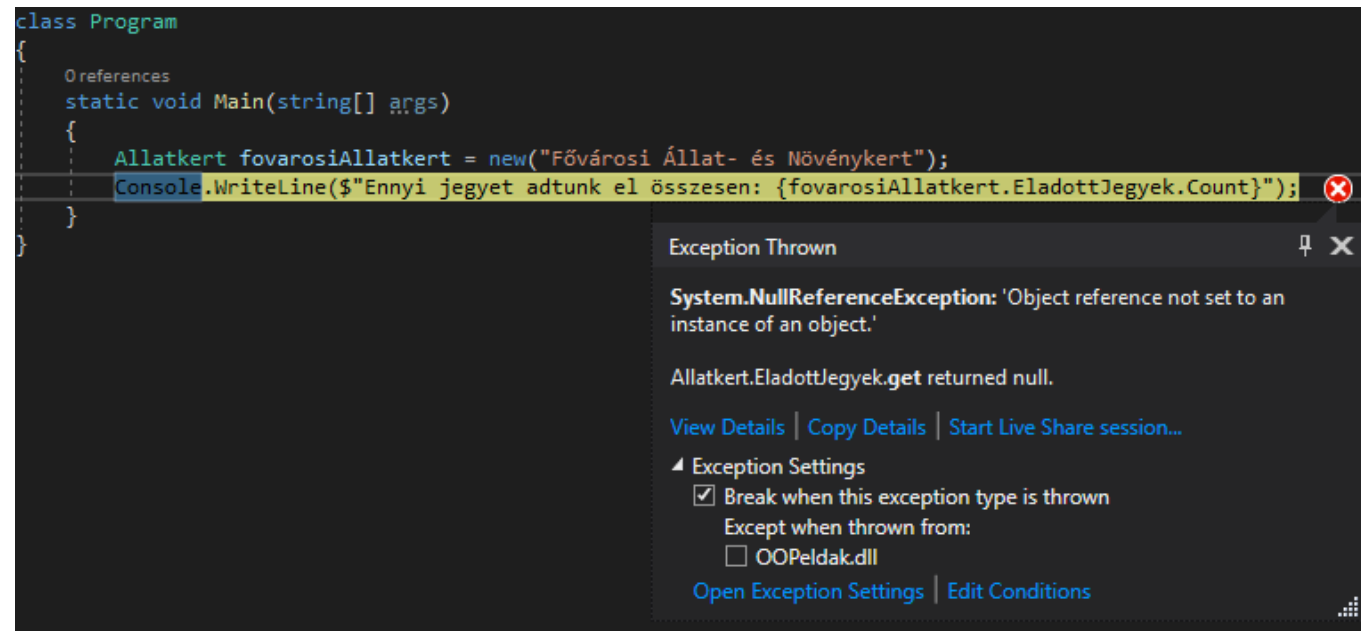 class Program
{
0 references
static void Main(string[] args)
{
Allatkert fovarosiAllatkert = new("Fővárosi Állat- és Növénykert");
Console.WriteLine($"Ennyi jegyet adtunk el összesen: {fovarosiAllatkert.EladottJegyek.Count}");
}
}
Exception Thrown
System.NullReferenceException: 'Object reference not set to an
instance of an object.'
Allatkert.EladottJegyek.get returned null.
View Details | Copy Details | Start Live Share session...
Exception Settings
Break when this exception type is thrown
Except when thrown from:
OOPeldak.dll
Open Exception Settings | Edit Conditions